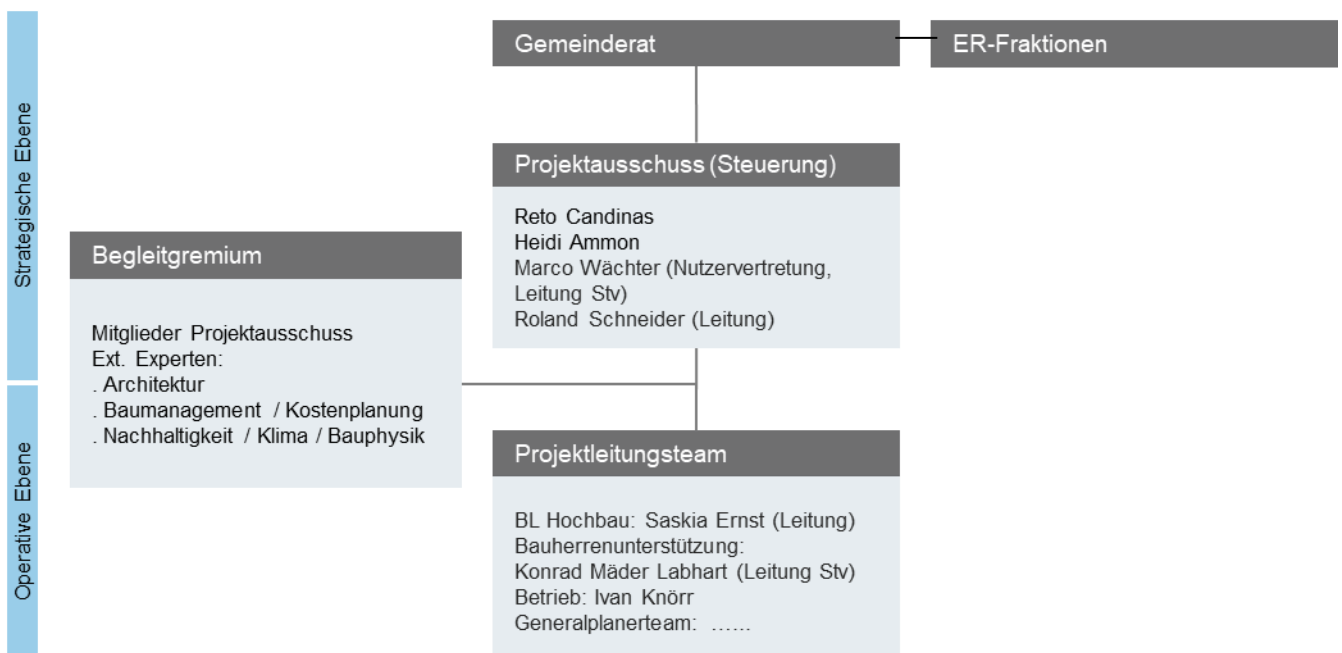 Strategische Ebene
Operative Ebene
Gemeinderat
ER-Fraktionen
Projektausschuss (Steuerung)
Reto Candinas
Heidi Ammon
Marco Wächter (Nutzervertretung,
Leitung Stv)
Roland Schneider (Leitung)
Begleitgremium
Mitglieder Projektausschuss
Ext. Experten:
. Architektur
. Baumanagement / Kostenplanung
. Nachhaltigkeit / Klima / Bauphysik
Projektleitungsteam
BL Hochbau: Saskia Ernst (Leitung)
Bauherrenunterstützung:
Konrad Mäder Labhart (Leitung Stv)
Betrieb: Ivan Knörr
Generalplanerteam: ......